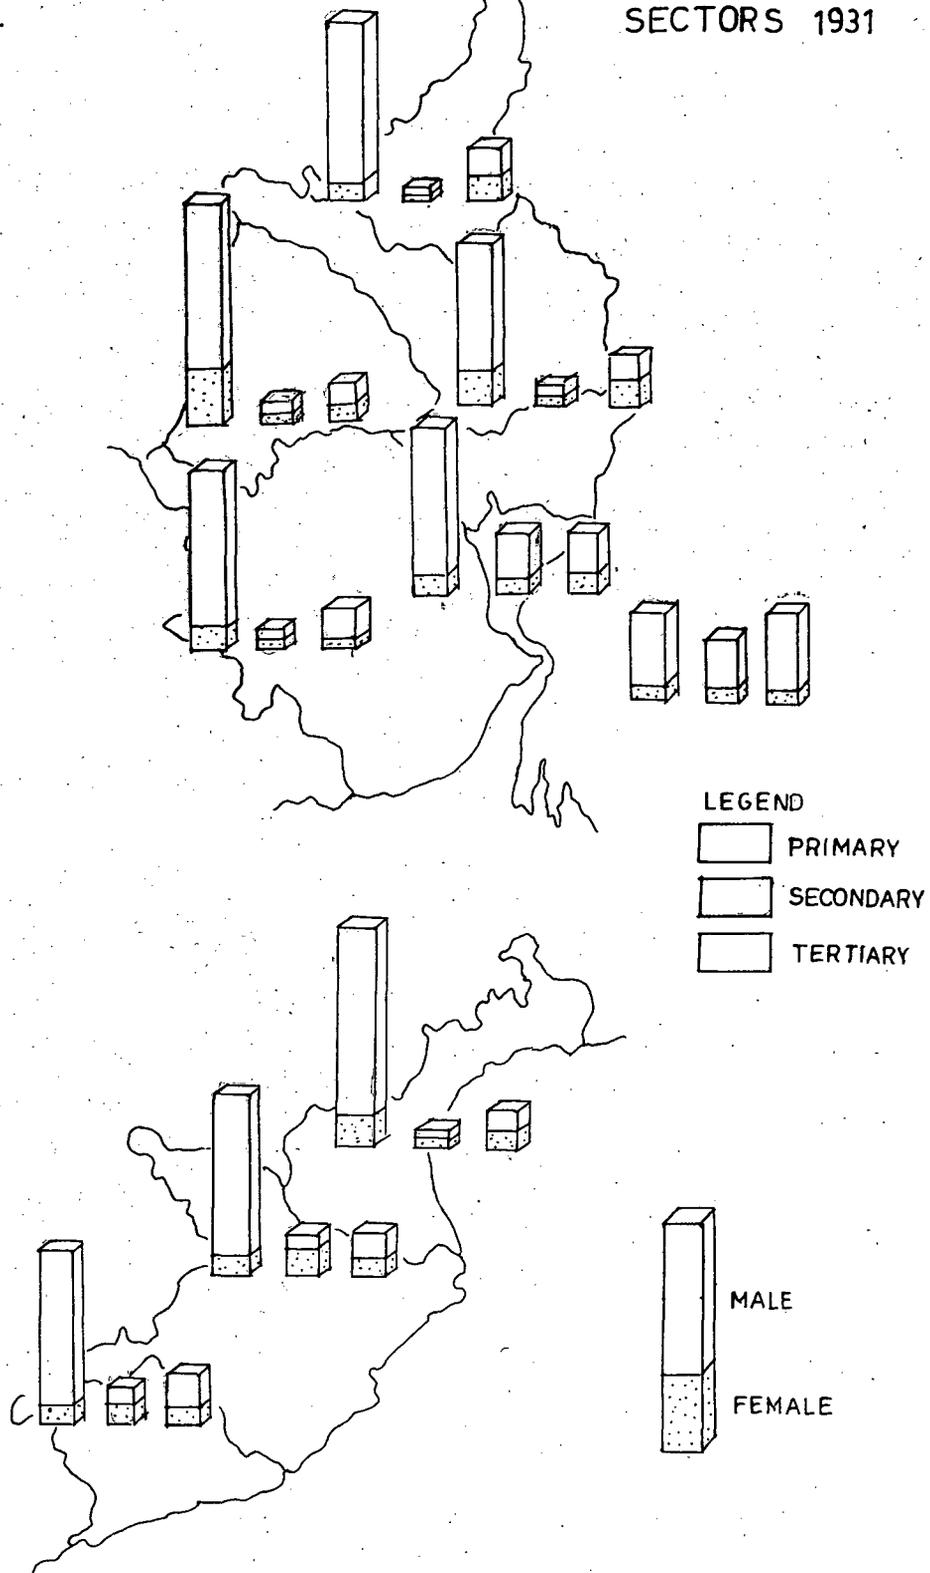 SECTORS 1931
LEGEND
PRIMARY
SECONDARY
TERTIARY
MALE
FEMALE